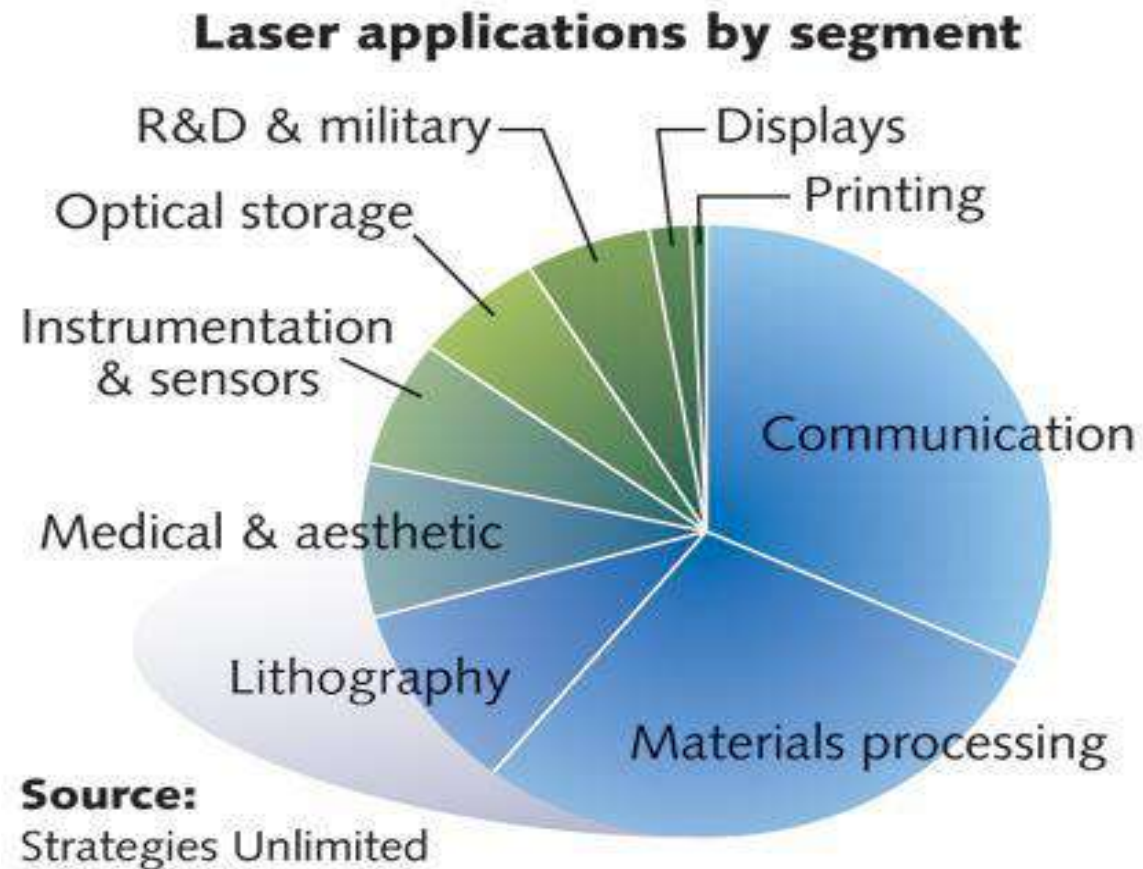 Laser applications by segment
R&D & military
Displays
Printing
Optical storage
Instrumentation
& sensors
Communication
Medical & aesthetic
Lithography
Materials processing
Source:
Strategies Unlimited